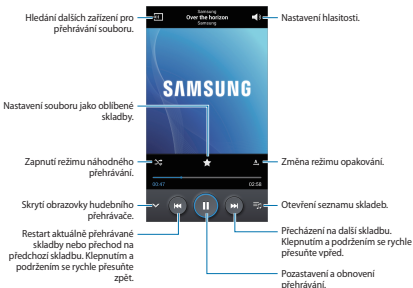 Hledání dalších zařízení pro
přehrávání souboru.
Samsung
Over the horizon
Samsung
Nastavení hlasitosti.
SAMSUNG
Nastavení souboru jako oblíbené
skladby.
Zapnutí režimu náhodného
přehrávání.
Změna režimu opakování.
00:47
02:58
Skrytí obrazovky hudebního
přehrávače.
Otevření seznamu skladeb.
Restart aktuálně přehrávané
skladby nebo přechod na
předchozí skladbu. Klepnutím a
podržením se rychle přesuňte
zpět.
Přecházení na další skladbu.
Klepnutím a podržením se rychle
přesuňte vpřed.
Pozastavení a obnovení
přehrávání.